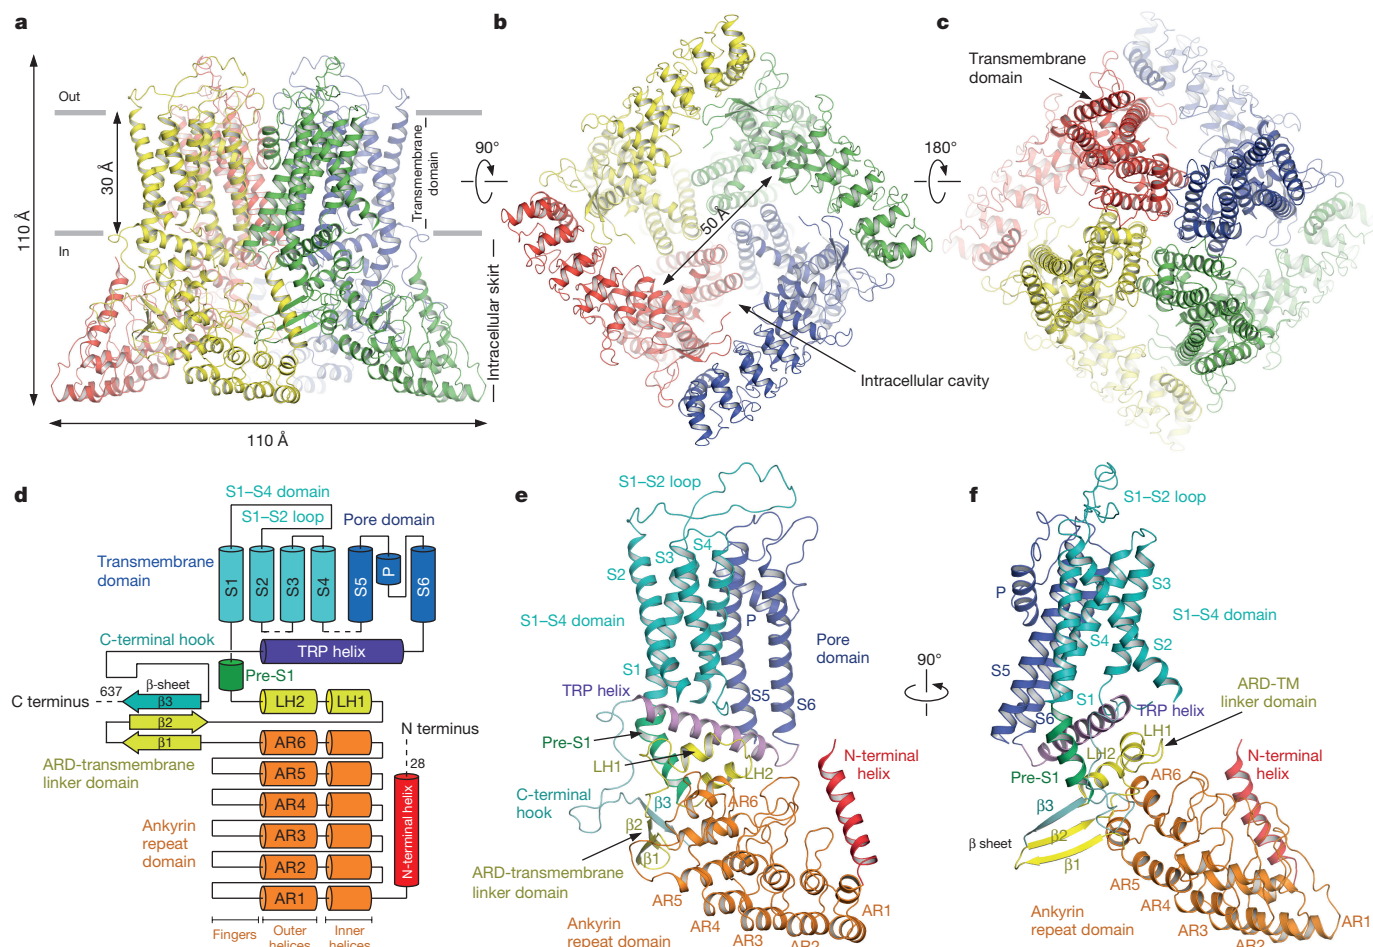 a
Out
In
30 Å
110 Å
110 Å
Transmembrane
domain
Intracellular skirt
90°
b
50 Å
Intracellular cavity
180°
c
Transmembrane
domain
d
S1–S4 domain
S1–S2 loop
Pore domain
Transmembrane
domain
S1
S2
S3
S4
S5
P
S6
C-terminal hook
TRP helix
Pre-S1
C terminus
637
β-sheet
β3
β2
β1
LH2
LH1
N terminus
28
ARD-transmembrane
linker domain
AR6
AR5
AR4
AR3
AR2
AR1
N-terminal helix
Ankyrin
repeat
domain
Fingers
Outer
helices
Inner
helices
e
S1–S2 loop
S3
S4
S2
P
S1–S4 domain
Pore
domain
S1
S5
S6
TRP helix
Pre-S1
LH1
LH2
N-terminal
helix
C-terminal
hook
β3
AR6
β2
β1
ARD-transmembrane
linker domain
AR5
AR4
AR3
AR2
AR1
Ankyrin
repeat domain
90°
f
S1–S2 loop
P
S3
S1–S4 domain
S4
S2
S5
S1
S6
ARD-TM
linker domain
TRP helix
LH1
LH2
Pre-S1
AR6
N-terminal
helix
β3
β2
β sheet
β1
AR5
AR4
AR3
AR2
AR1
Ankyrin
repeat domain